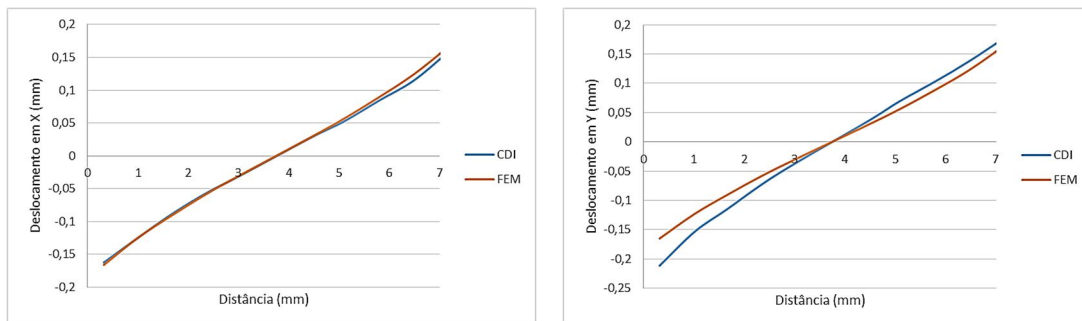 0,2
0,15
0,1
0,05
0
-0,05
-0,1
-0,15
-0,2
0 1 2 3 4 5 6 7
Deslocamento em X (mm)
Distância (mm)
CDI
FEM
0,2
0,15
0,1
0,05
0
-0,05
-0,1
-0,15
-0,2
-0,25
0 1 2 3 4 5 6 7
Deslocamento em Y (mm)
Distância (mm)
CDI
FEM